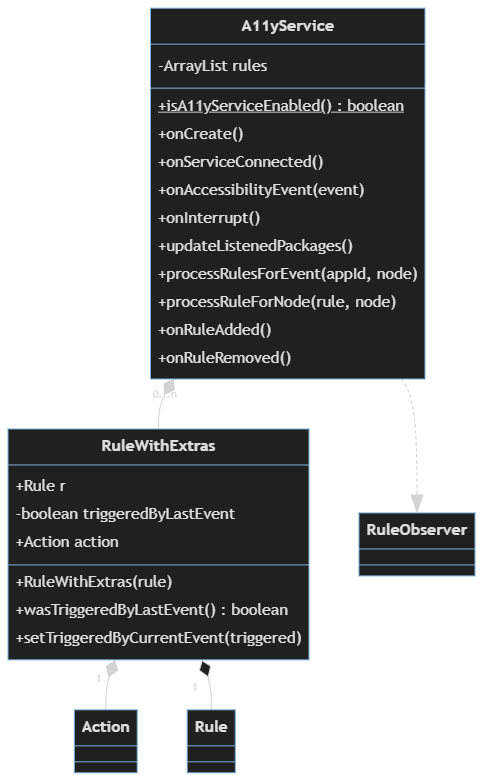 A11yService
-ArrayList rules
+isA11yServiceEnabled() : boolean
+onCreate()
+onServiceConnected()
+onAccessibilityEvent(event)
+onInterrupt()
+updateListenedPackages()
+processRulesForEvent(appId, node)
+processRuleForNode(rule, node)
+onRuleAdded()
+onRuleRemoved()
0...n
RuleWithExtras
+Rule r
-boolean triggeredByLastEvent
+Action action
+RuleWithExtras(rule)
+wasTriggeredByLastEvent() : boolean
+setTriggeredByCurrentEvent(triggered)
RuleObserver
1
1
Action
Rule